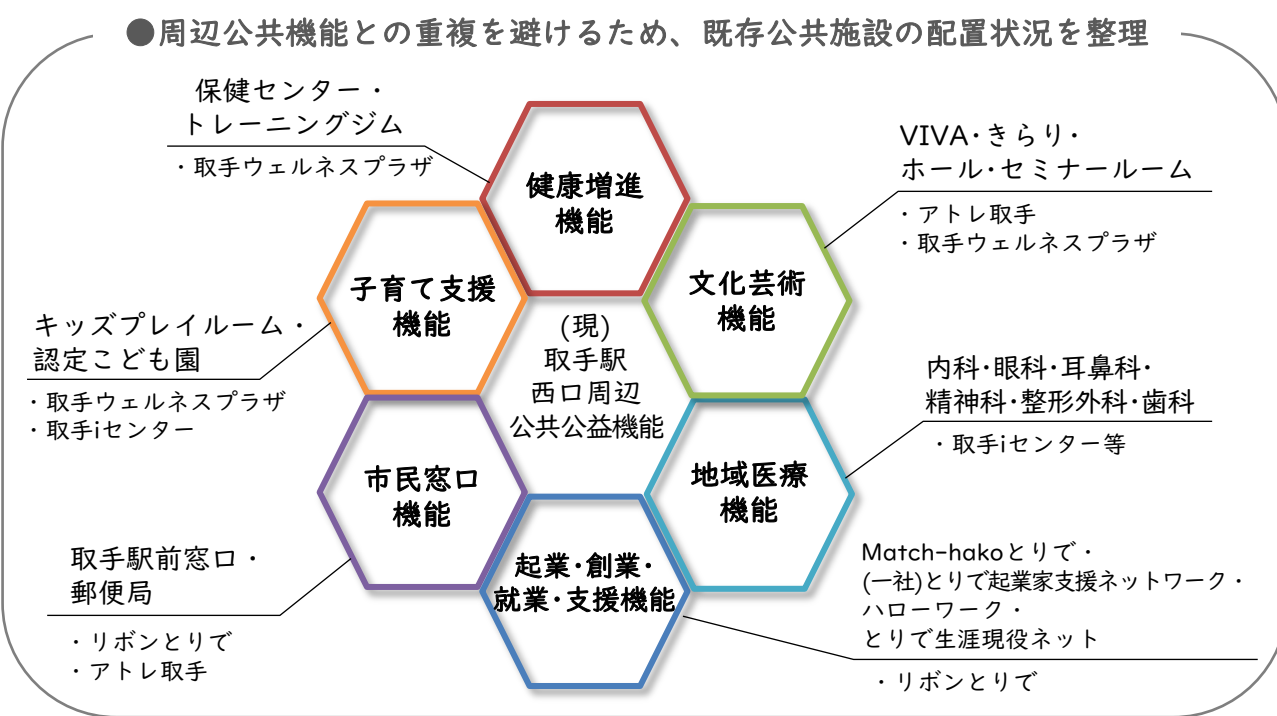 ●周辺公共機能との重複を避けるため、既存公共施設の配置状況を整理
保健センター・
トレーニングジム
・取手ウェルネスプラザ
健康増進
機能
VIVA・きらり・
ホール・セミナールーム
・アトレ取手
・取手ウェルネスプラザ
子育て支援
機能
文化芸術
機能
キッズプレイルーム・
認定こども園
・取手ウェルネスプラザ
・取手iセンター
(現)
取手駅
西口周辺
公共公益機能
内科・眼科・耳鼻科・
精神科・整形外科・歯科
・取手iセンター等
市民窓口
機能
地域医療
機能
取手駅前窓口・
郵便局
・リボンとりで
・アトレ取手
起業・創業・
就業・支援機能
Match-hakoとりで・
(一社)とりで起業家支援ネットワーク・
ハローワーク・
とりで生涯現役ネット
・リボンとりで